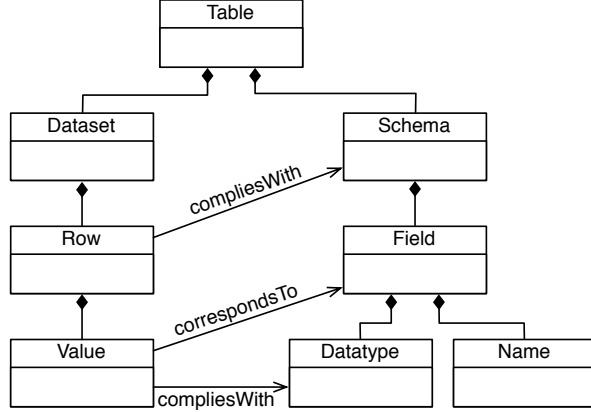 Table
Dataset
Schema
compliesWith
Row
Field
correspondsTo
Value
Datatype
Name
compliesWith